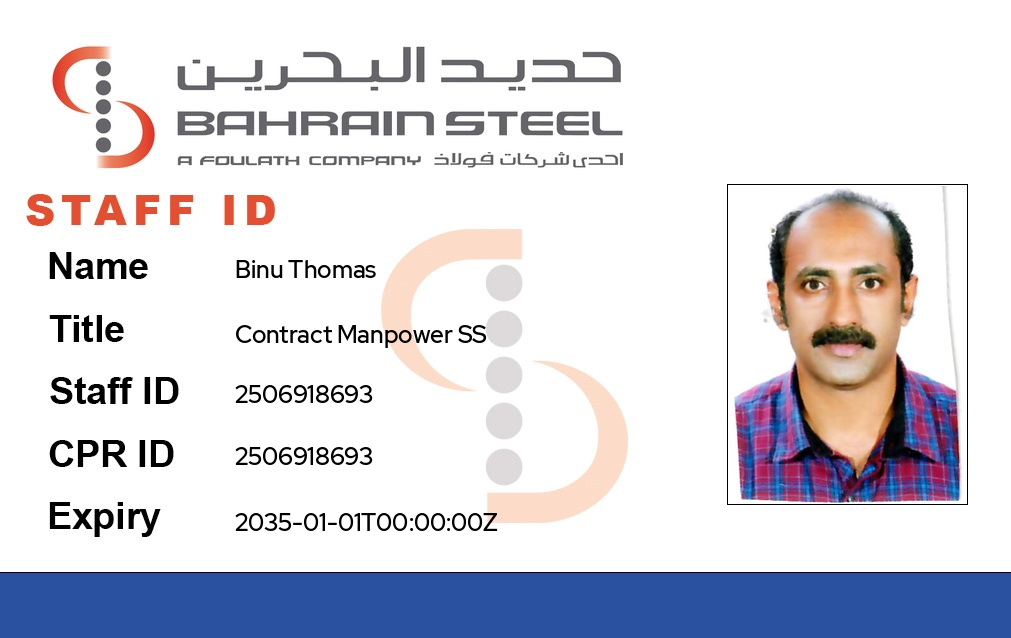 حديد البحرين
BAHRAIN STEEL
A FOULATH COMPANY احدى شركات فولاذ
STAFF ID
Name Binu Thomas
Title Contract Manpower SS
Staff ID 2506918693
CPR ID 2506918693
Expiry 2035-01-01T00:00:00Z